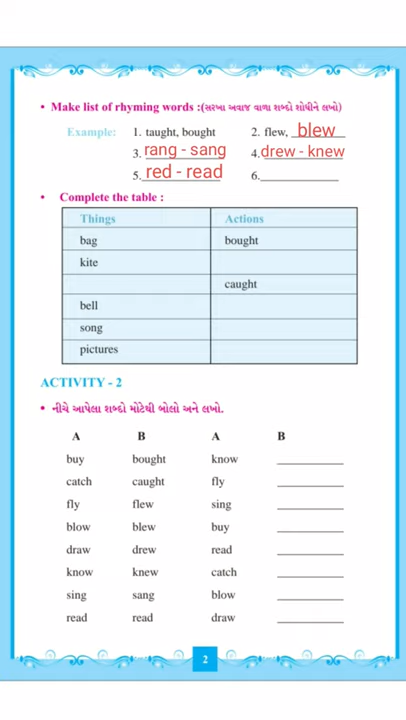 • Make list of rhyming words :(સરખા અવાજ વાળા શબ્દો શોધીને લખો)
Example: 1. taught, bought 2. flew, blew
3. rang - sang 4. drew - knew
5. red - read 6.
• Complete the table :
Things Actions
bag bought
kite
caught
bell
song
pictures
ACTIVITY - 2
• નીચે આપેલા શબ્દો મોટેથી બોલો અને લખો.
A B A B
buy bought know
catch caught fly
fly flew sing
blow blew buy
draw drew read
know knew catch
sing sang blow
read read draw
2